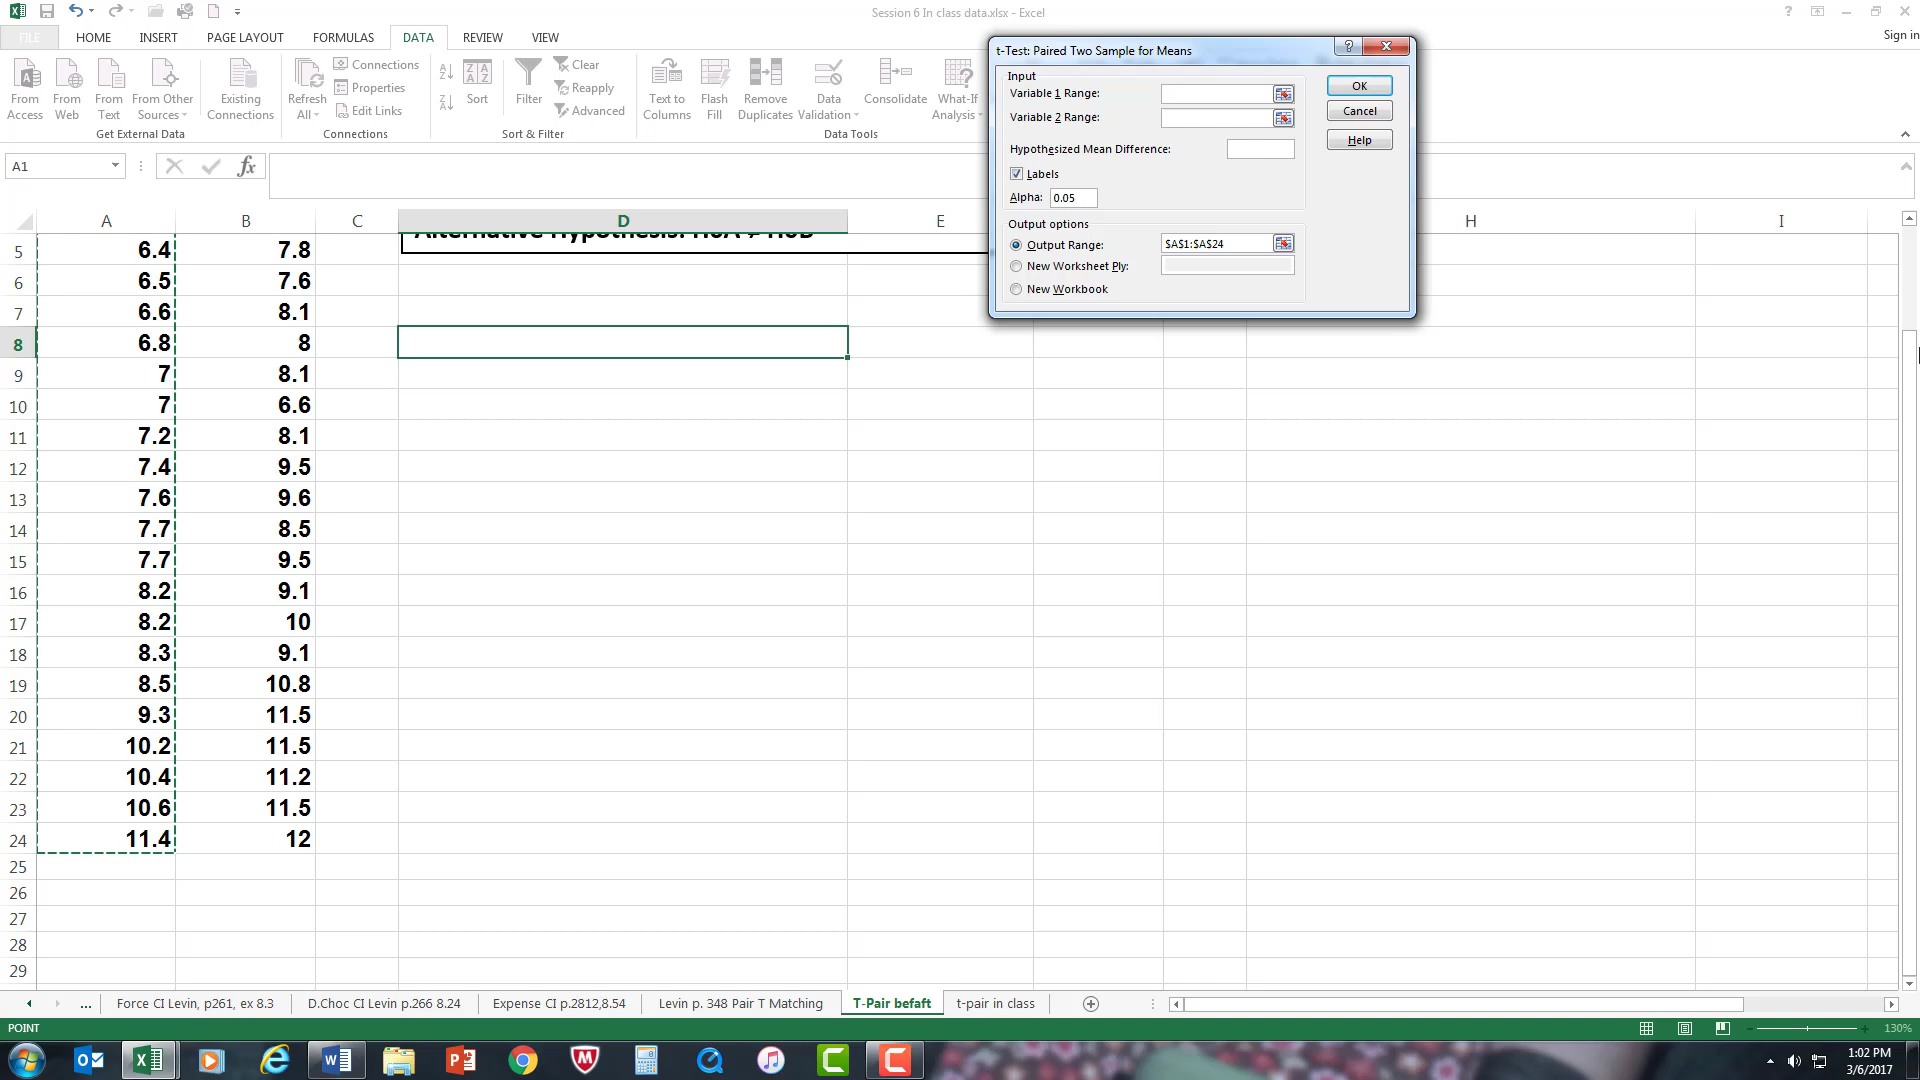 Session 6 In class data.xlsx - Excel
Sign in
FILE HOME INSERT PAGE LAYOUT FORMULAS DATA REVIEW VIEW
From Access From Web From Text From Other Sources Existing Connections
Get External Data
Refresh All Connections Properties Edit Links
Connections
Sort Filter Clear Reapply Advanced
Sort & Filter
Text to Columns Flash Fill Remove Duplicates Data Validation Consolidate What-If Analysis
Data Tools
t-Test: Paired Two Sample for Means
Input
Variable 1 Range:
Variable 2 Range:
Hypothesized Mean Difference:
Labels
Alpha: 0.05
Output options
Output Range: $A$1:$A$24
New Worksheet Ply:
New Workbook
OK
Cancel
Help
A1 fx
A B C D E H I
Alternative Hypothesis:
5 6.4 7.8
6 6.5 7.6
7 6.6 8.1
8 6.8 8
9 7 8.1
10 7 6.6
11 7.2 8.1
12 7.4 9.5
13 7.6 9.6
14 7.7 8.5
15 7.7 9.5
16 8.2 9.1
17 8.2 10
18 8.3 9.1
19 8.5 10.8
20 9.3 11.5
21 10.2 11.5
22 10.4 11.2
23 10.6 11.5
24 11.4 12
25
26
27
28
29
... Force CI Levin, p261, ex 8.3 D.Choc CI Levin p.266 8.24 Expense CI p.2812,8.54 Levin p. 348 Pair T Matching T-Pair befaft t-pair in class
POINT 130%
1:02 PM
3/6/2017